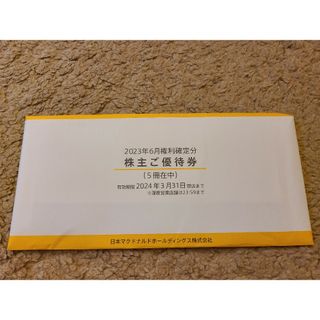 2023年6月権利確定分
株主ご優待券
(5冊在中)
有効期限 2024年3月31日 閉店まで
※深夜営業店舗は23:59まで
日本マクドナルドホールディングス株式会社